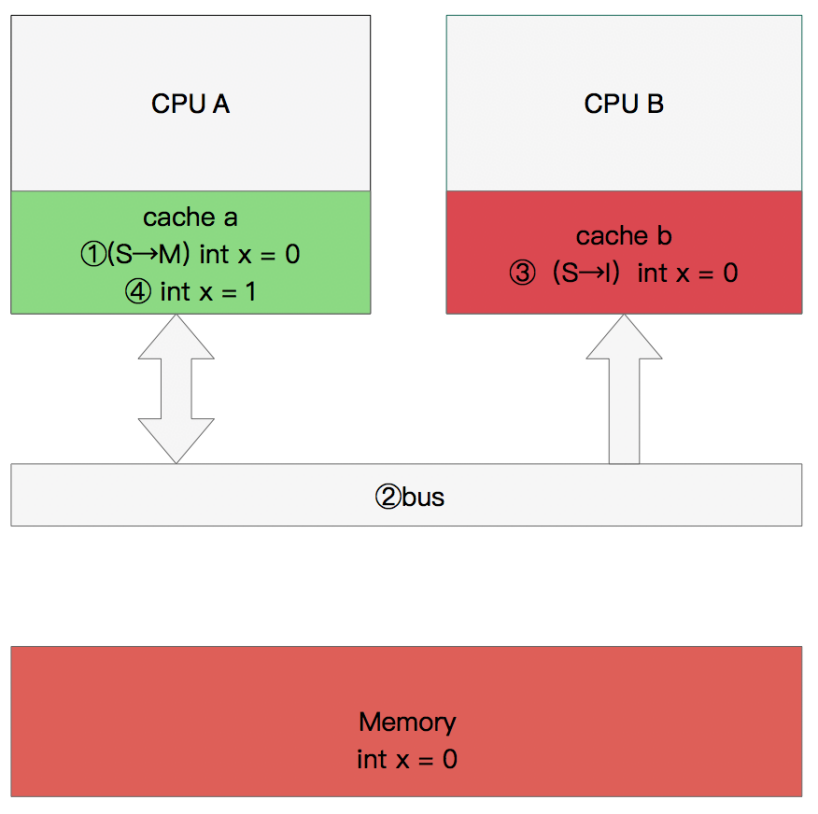 CPU A
cache a
①(S→M) int x = 0
④ int x = 1
CPU B
cache b
③（S→I）int x = 0
②bus
Memory
int x = 0